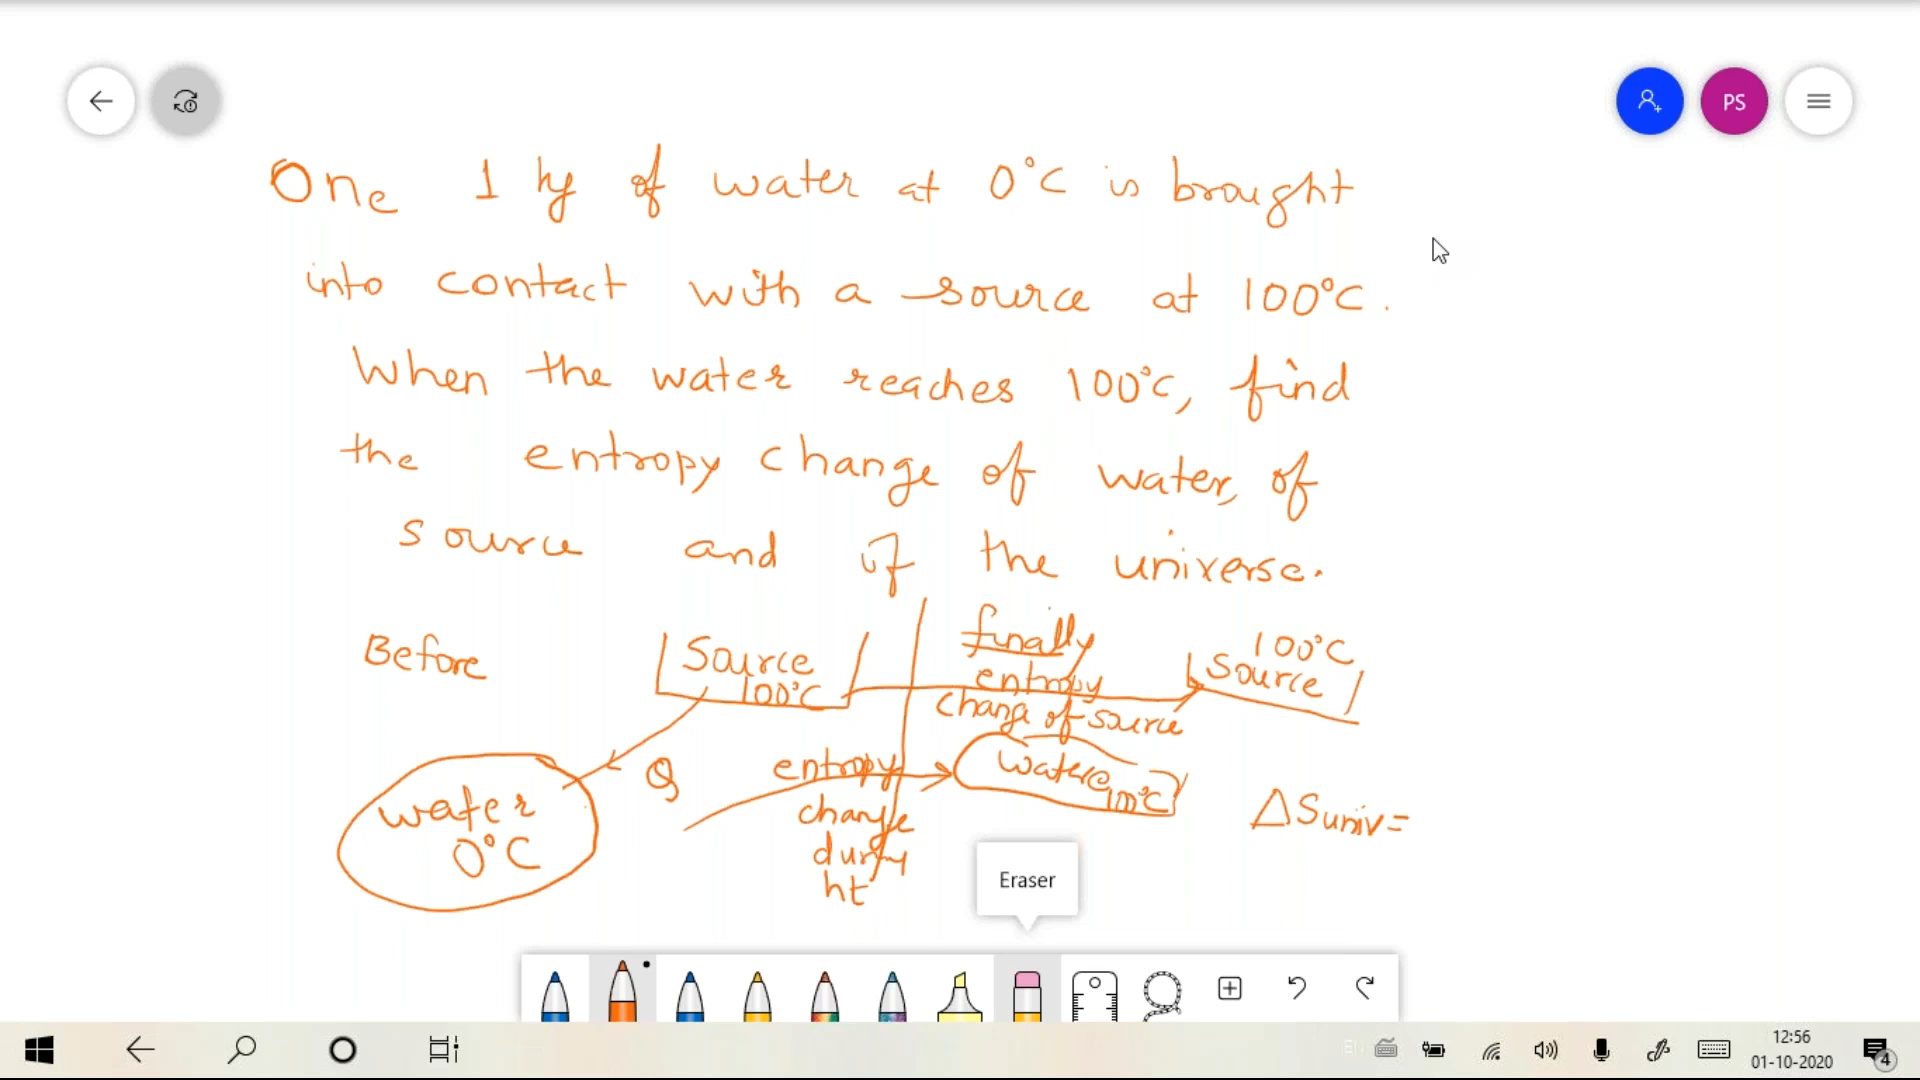 PS
One 1 kg of water at 0°C is brought
into contact with a source at 100°C.
When the water reaches 100°C, find
the entropy change of water, of
source and of the universe.
Before
Source
100°C
finally
entropy
change of source
100°C
Source
water
0°C
Q
entropy
change
during
ht
water
100°C
ΔSuniv=
Eraser
12:56
01-10-2020
4